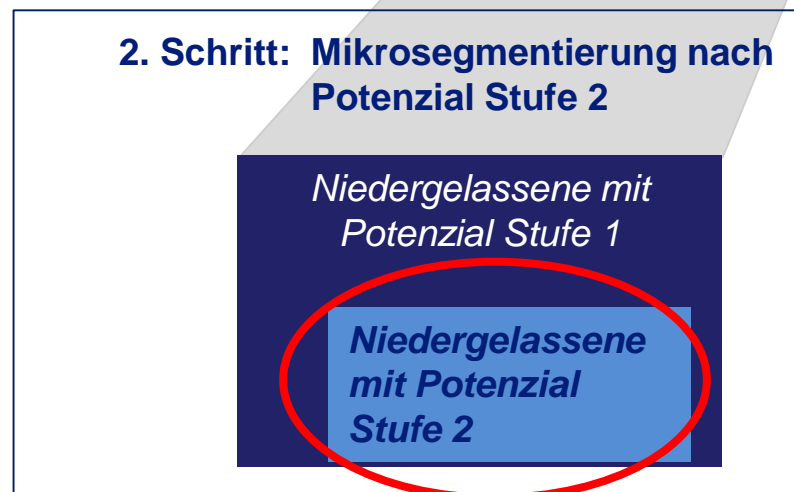 2. Schritt: Mikrosegmentierung nach
Potenzial Stufe 2
Niedergelassene mit
Potenzial Stufe 1
Niedergelassene
mit Potenzial
Stufe 2